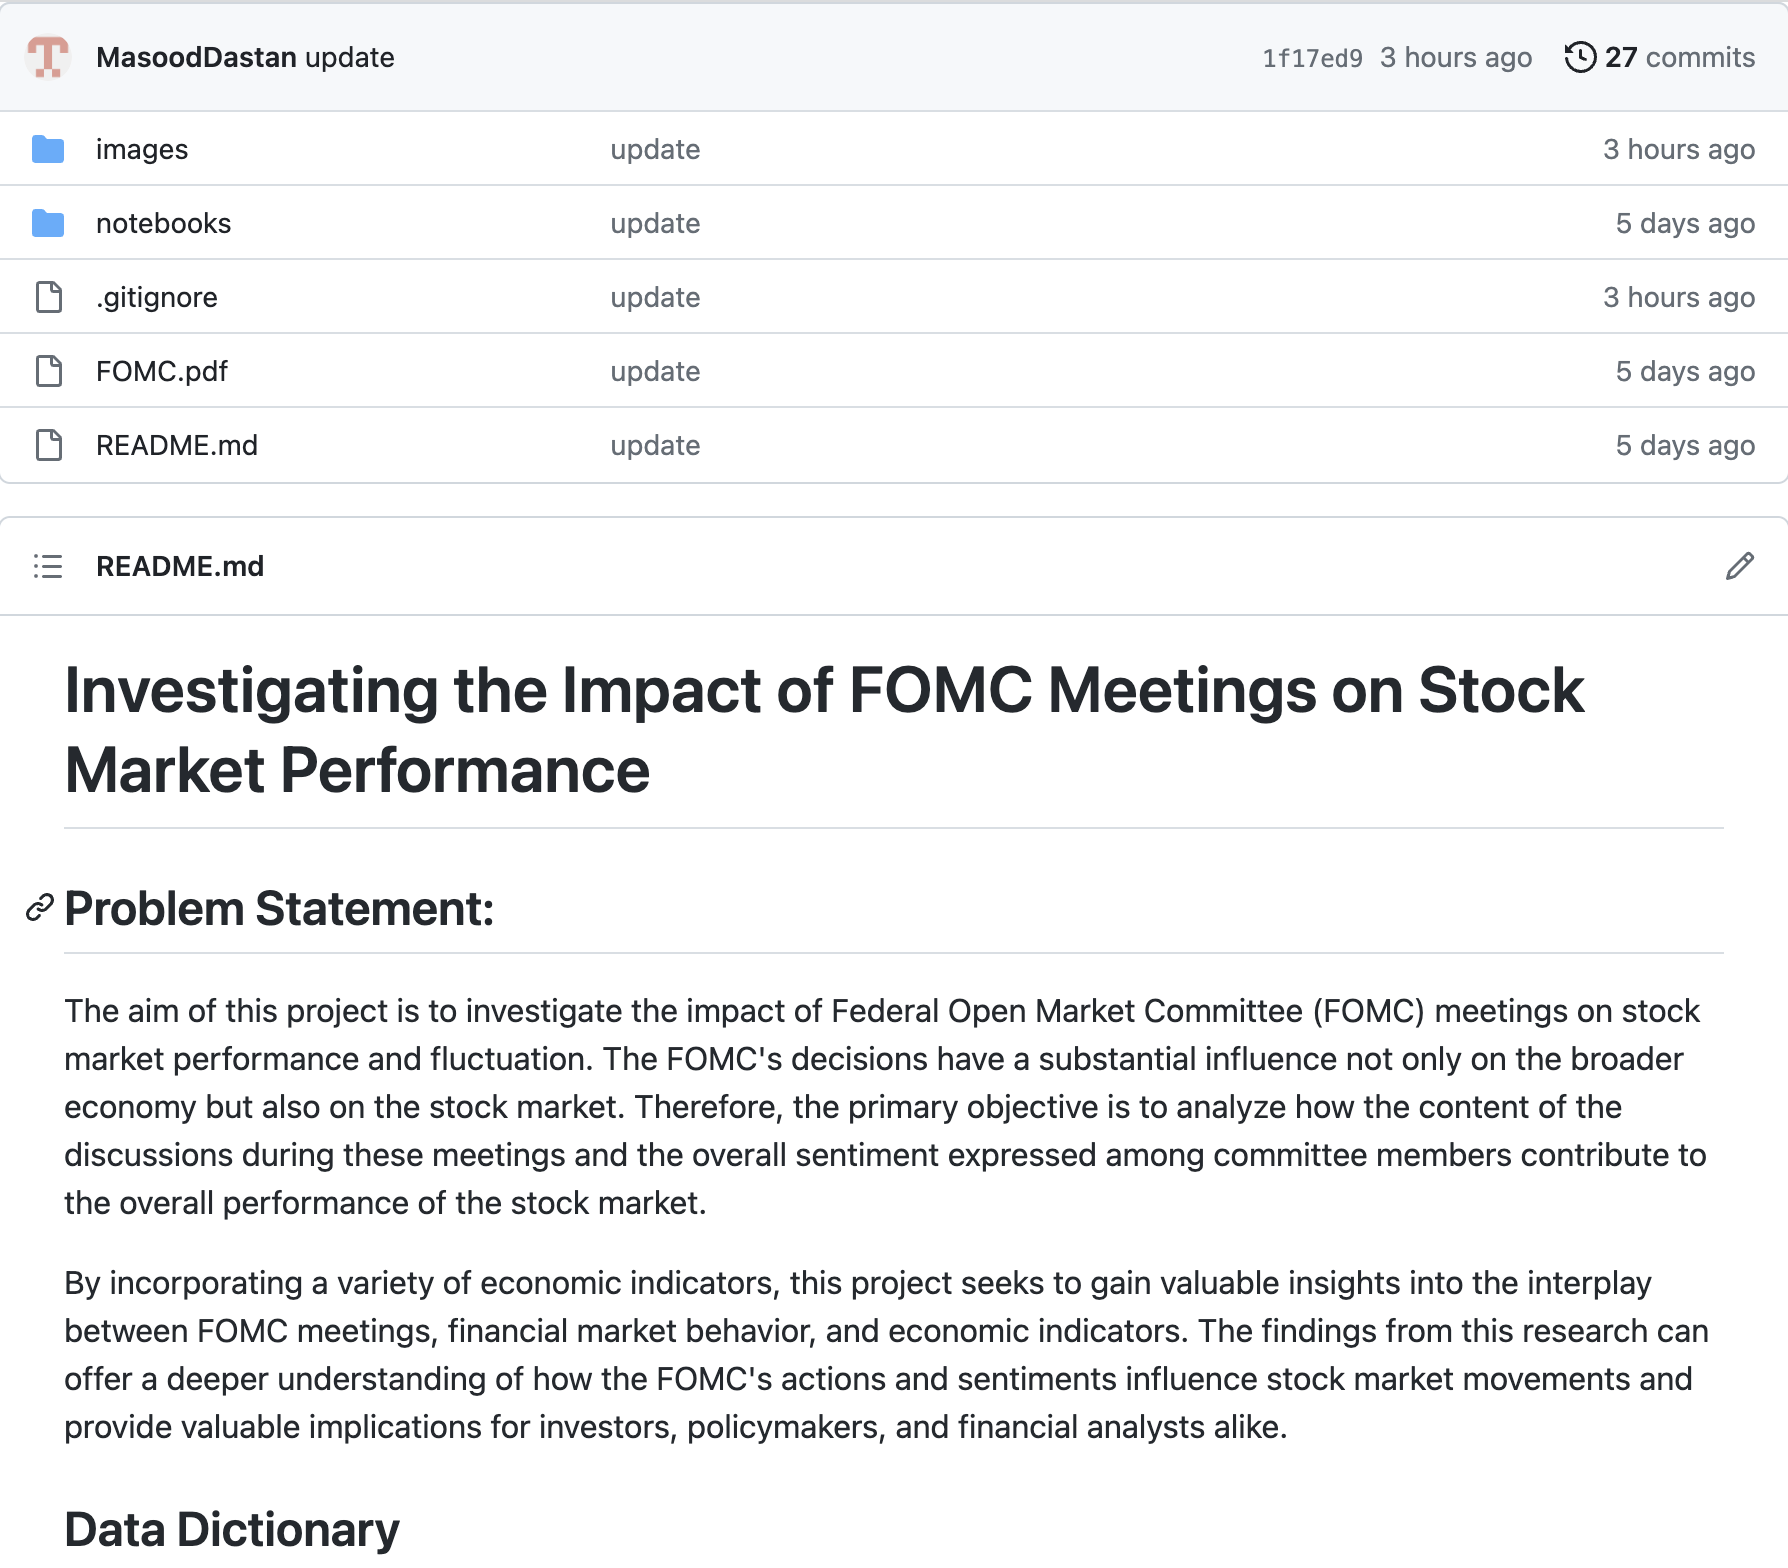 MasoodDastan update 1f17ed9 3 hours ago 27 commits
images update 3 hours ago
notebooks update 5 days ago
.gitignore update 3 hours ago
FOMC.pdf update 5 days ago
README.md update 5 days ago
README.md
Investigating the Impact of FOMC Meetings on Stock
Market Performance
Problem Statement:
The aim of this project is to investigate the impact of Federal Open Market Committee (FOMC) meetings on stock
market performance and fluctuation. The FOMC's decisions have a substantial influence not only on the broader
economy but also on the stock market. Therefore, the primary objective is to analyze how the content of the
discussions during these meetings and the overall sentiment expressed among committee members contribute to
the overall performance of the stock market.
By incorporating a variety of economic indicators, this project seeks to gain valuable insights into the interplay
between FOMC meetings, financial market behavior, and economic indicators. The findings from this research can
offer a deeper understanding of how the FOMC's actions and sentiments influence stock market movements and
provide valuable implications for investors, policymakers, and financial analysts alike.
Data Dictionary